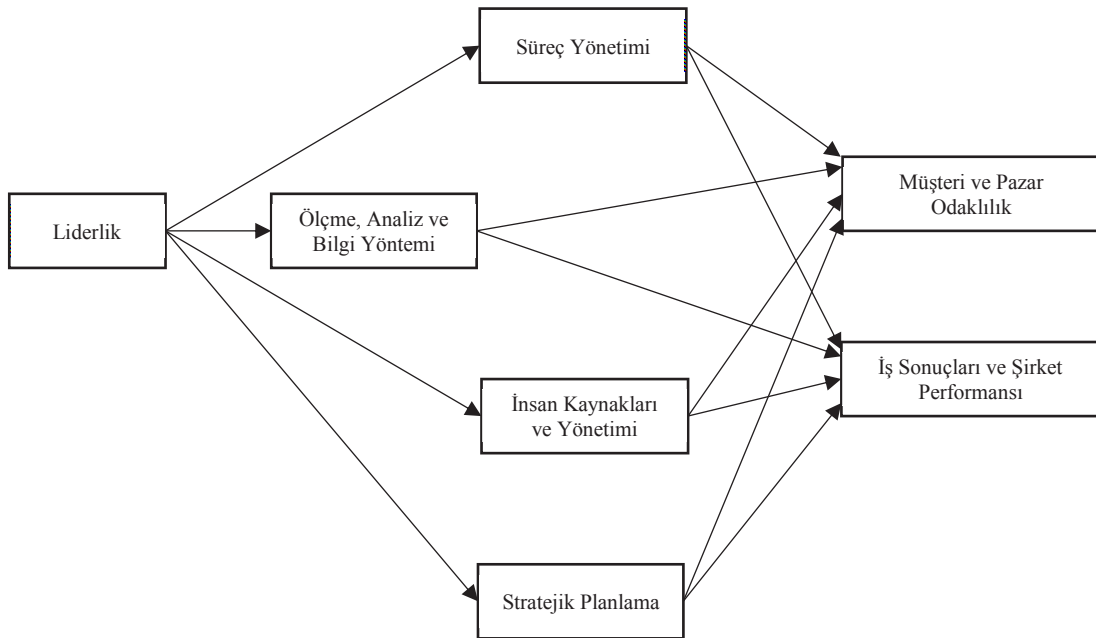 Süreç Yönetimi
Müşteri ve Pazar
Odaklılık
Liderlik
Ölçme, Analiz ve
Bilgi Yöntemi
İş Sonuçları ve Şirket
Performansı
İnsan Kaynakları
ve Yönetimi
Stratejik Planlama